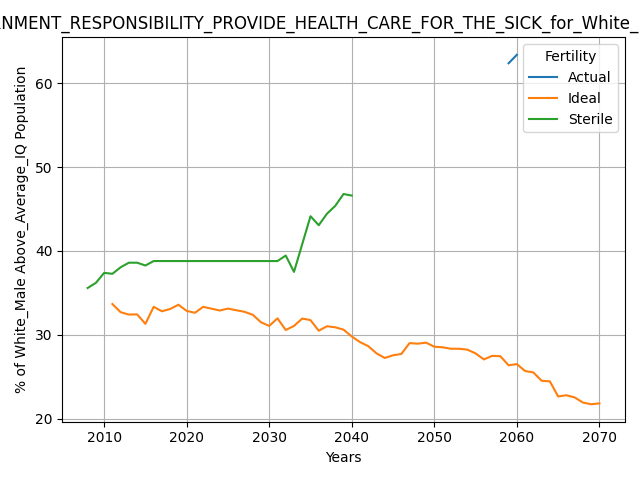 RNMENT_RESPONSIBILITY_PROVIDE_HEALTH_CARE_FOR_THE_SICK_for_White_
% of White_Male Above_Average_IQ Population
60
50
40
30
20
Fertility
Actual
Ideal
Sterile
2010 2020 2030 2040 2050 2060 2070
Years